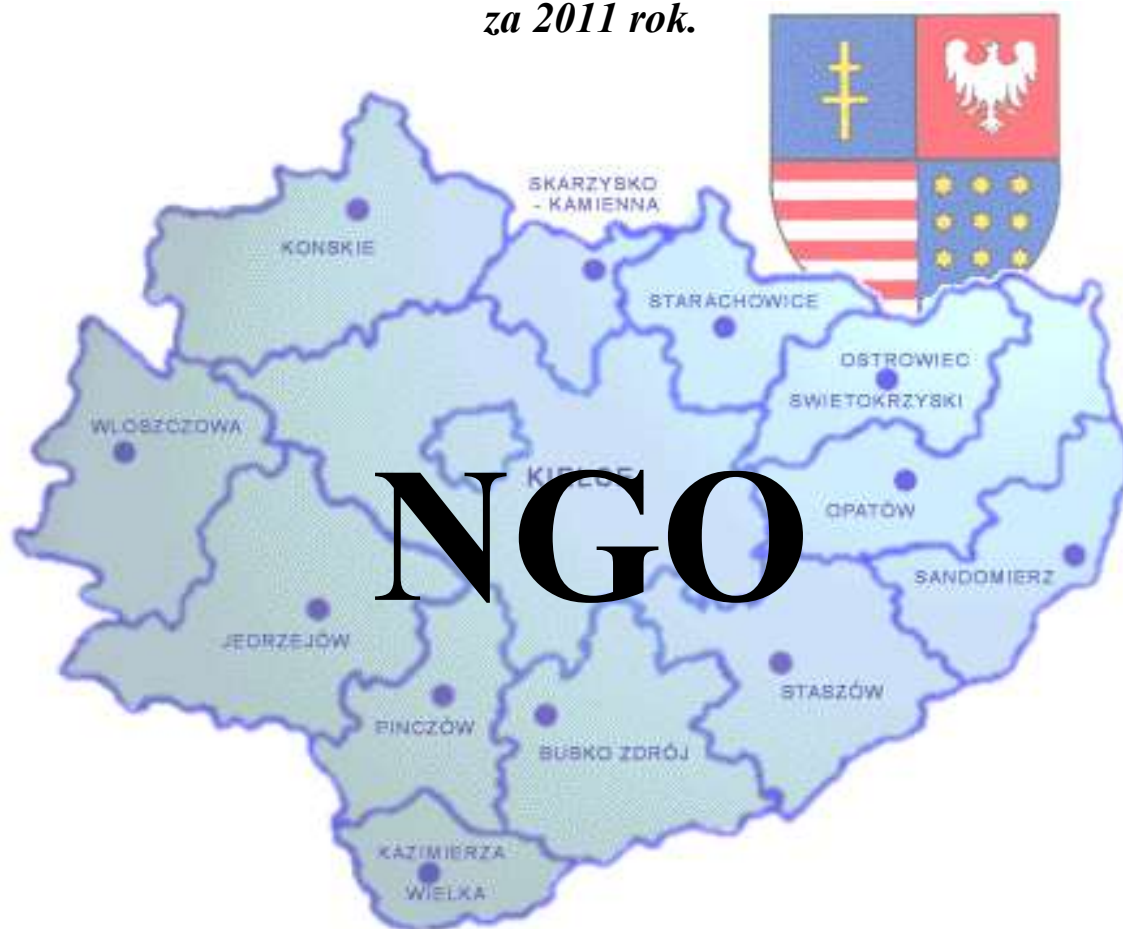 za 2011 rok.
SKARZYSKO
- KAMIENNA
KONSKIE
STARACHOWICE
OSTROWIEC
SWIETOKRZYSKI
WLOSZCZOWA
KIELCE
NGO
OPATÓW
SANDOMIERZ
JEDRZEJÓW
STASZÓW
PINCZÓW
BUSKO ZDRÓJ
KAZIMIERZA
WIELKA